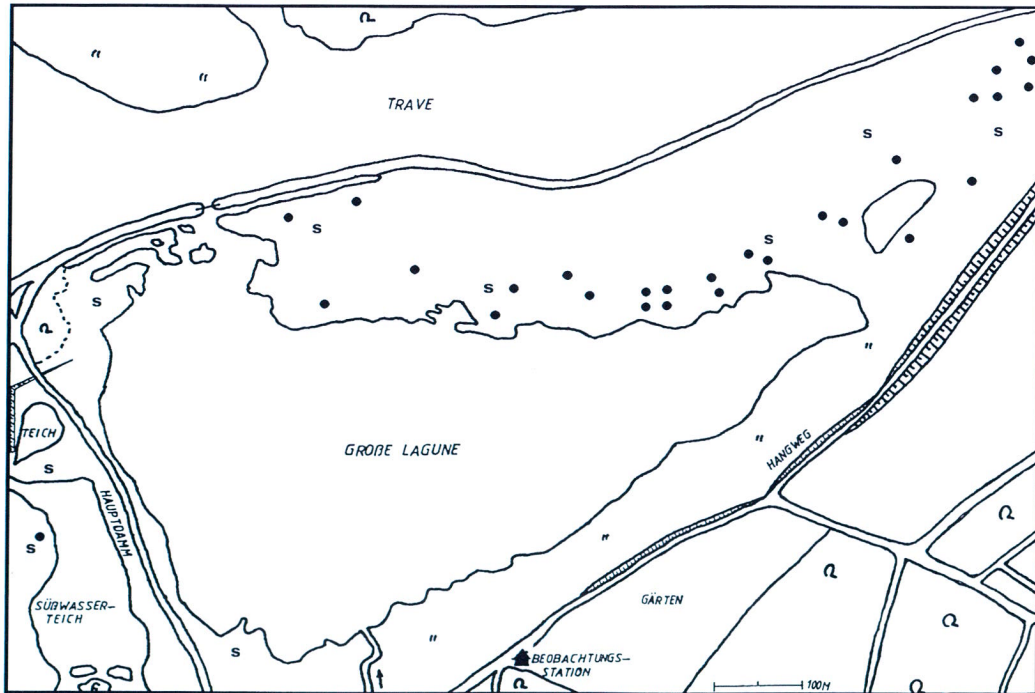 TRAVE
S
S
S
S
S
S
TEICH
GROßE LAGUNE
HANGWEG
S
HAUPTDAMM
S
SÜßWASSER-
TEICH
GÄRTEN
S
BEOBACHTUNGS-
STATION
100M